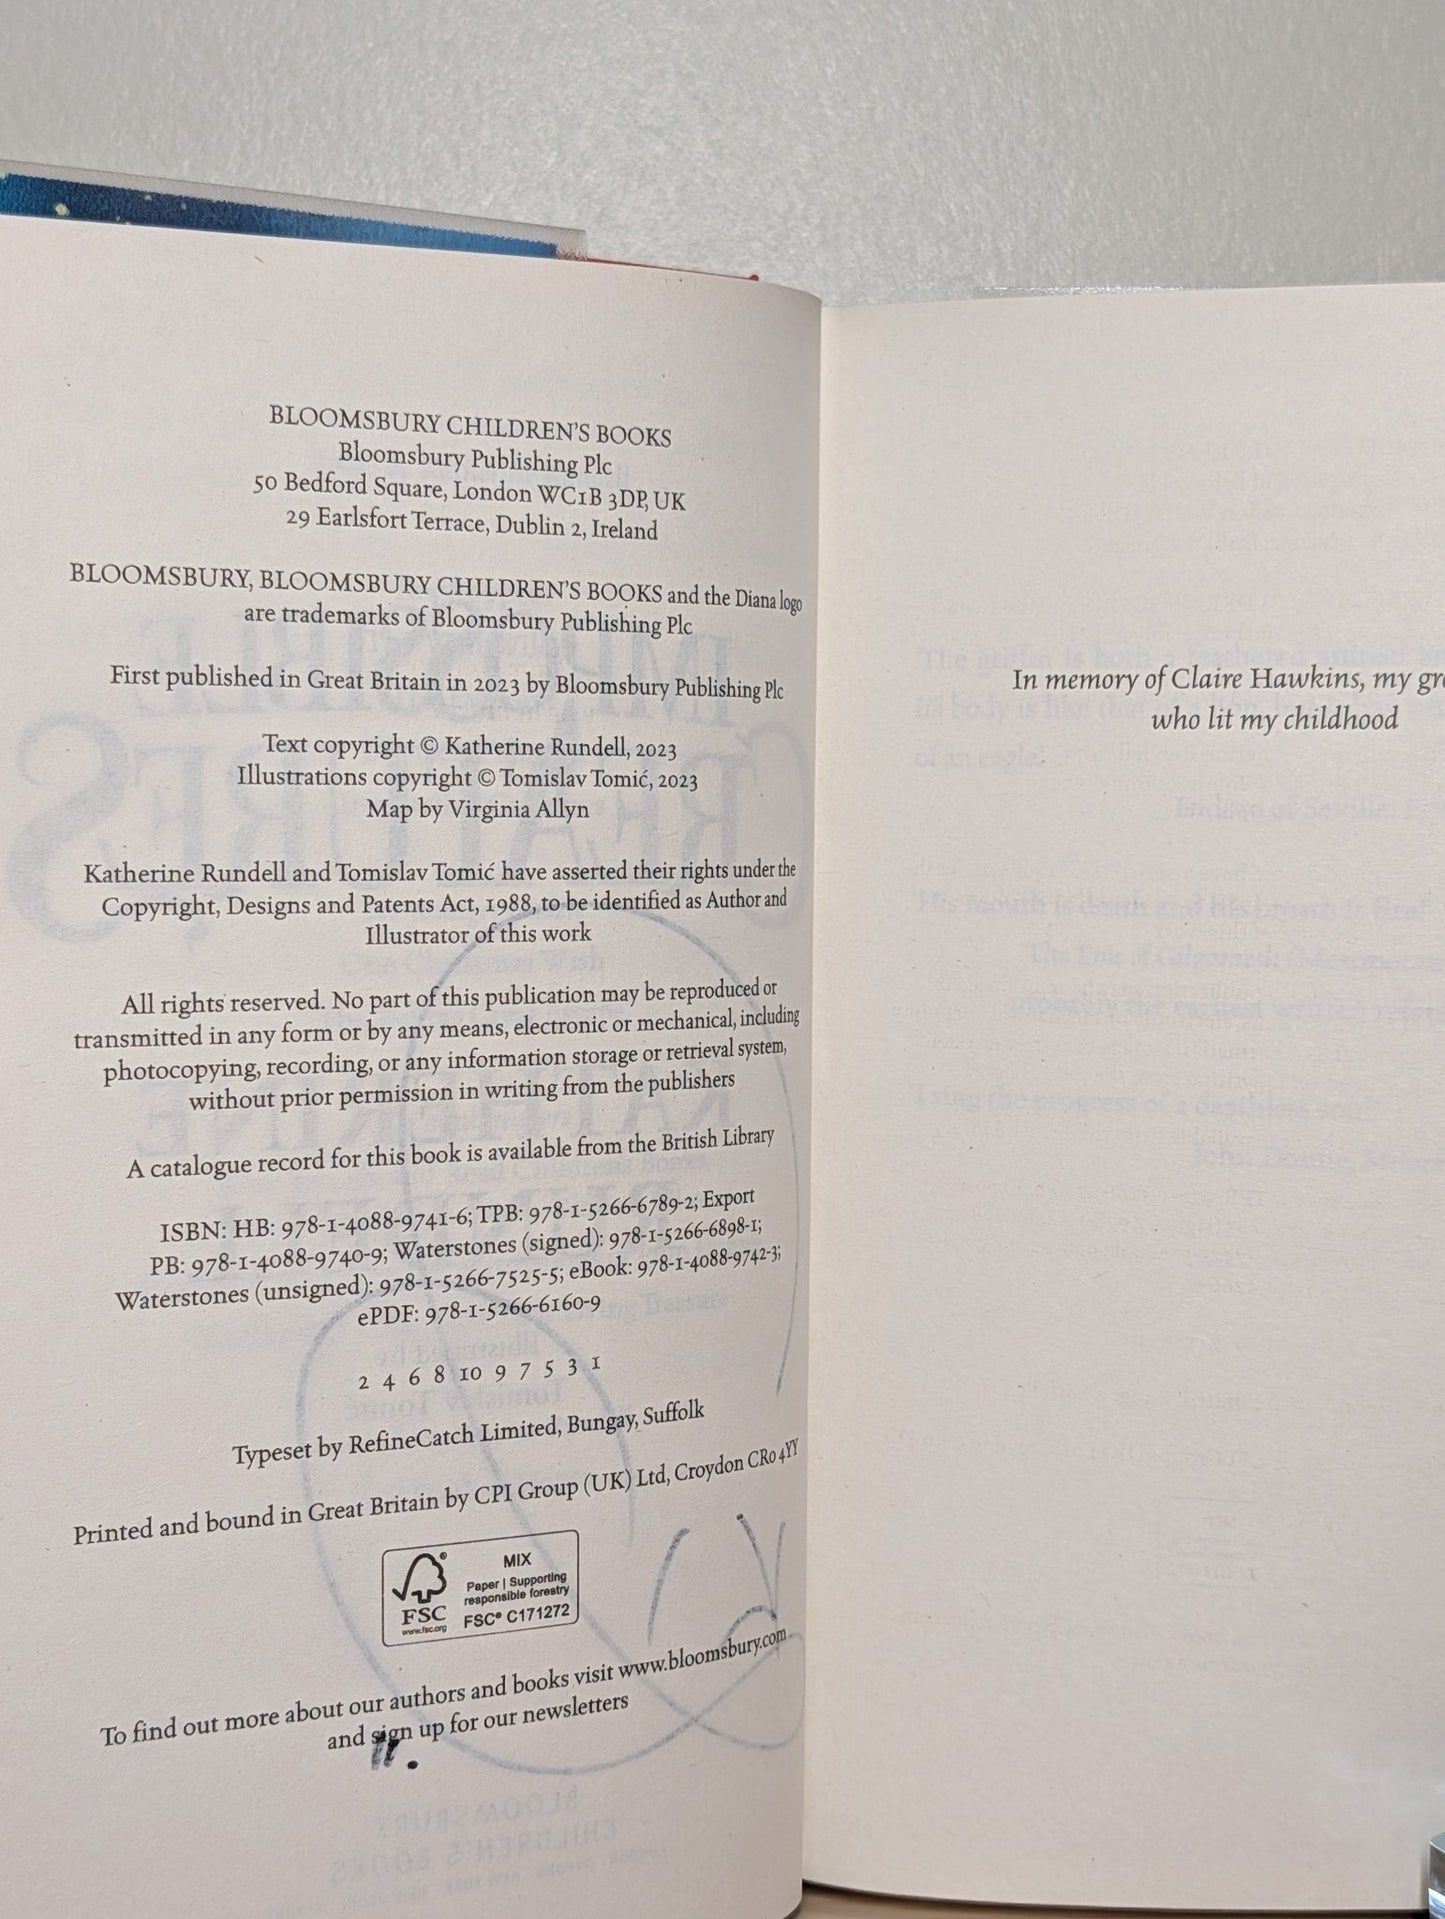 BLOOMSBURY CHILDREN'S BOOKS
Bloomsbury Publishing Plc
50 Bedford Square, London WC1B 3DP, UK
29 Earlsfort Terrace, Dublin 2, Ireland
BLOOMSBURY, BLOOMSBURY CHILDREN'S BOOKS and the Diana logo
are trademarks of Bloomsbury Publishing Plc
First published in Great Britain in 2023 by Bloomsbury Publishing Plc
Text copyright © Katherine Rundell, 2023
Illustrations copyright © Tomislav Tomić, 2023
Map by Virginia Allyn
Katherine Rundell and Tomislav Tomić have asserted their rights under the
Copyright, Designs and Patents Act, 1988, to be identified as Author and
Illustrator of this work
All rights reserved. No part of this publication may be reproduced or
transmitted in any form or by any means, electronic or mechanical, including
photocopying, recording, or any information storage or retrieval system,
without prior permission in writing from the publishers
A catalogue record for this book is available from the British Library
ISBN: HB: 978-1-4088-9741-6; TPB: 978-1-5266-6789-2; Export
PB: 978-1-4088-9740-9; Waterstones (signed): 978-1-5266-6898-1;
Waterstones (unsigned): 978-1-5266-7525-5; eBook: 978-1-4088-9742-3;
ePDF: 978-1-5266-6160-9
2 4 6 8 10 9 7 5 3 1
Typeset by RefineCatch Limited, Bungay, Suffolk
Printed and bound in Great Britain by CPI Group (UK) Ltd, Croydon CR0 4YY
FSC
www.fsc.org
MIX
Paper | Supporting
responsible forestry
FSC® C171272
To find out more about our authors and books visit www.bloomsbury.com
and sign up for our newsletters
In memory of Claire Hawkins, my gr
who lit my childhood